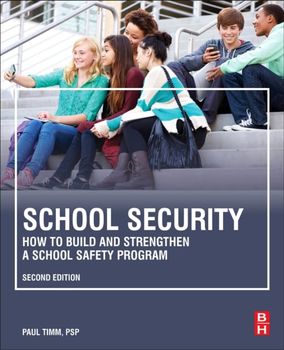 SCHOOL SECURITY
HOW TO BUILD AND STRENGTHEN
A SCHOOL SAFETY PROGRAM
SECOND EDITION
PAUL TIMM, PSP
B
H